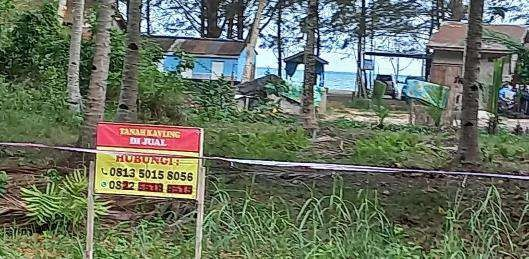 TANAH KAVLING
DI JUAL
HUBUNGI :
0813 5015 8056
0822